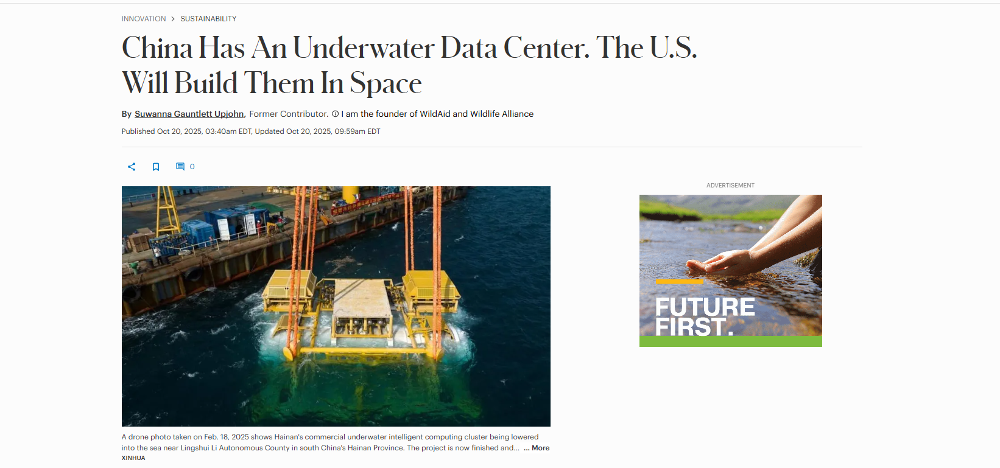 INNOVATION > SUSTAINABILITY
China Has An Underwater Data Center. The U.S.
Will Build Them In Space
By Suwanna Gauntlett Upjohn, Former Contributor. ⓘ I am the founder of WildAid and Wildlife Alliance
Published Oct 20, 2025, 03:40am EDT, Updated Oct 20, 2025, 09:59am EDT
0
ADVERTISEMENT
FUTURE
FIRST.
A drone photo taken on Feb. 18, 2025 shows Hainan's commercial underwater intelligent computing cluster being lowered
into the sea near Lingshui Li Autonomous County in south China's Hainan Province. The project is now finished and... ... More
XINHUA